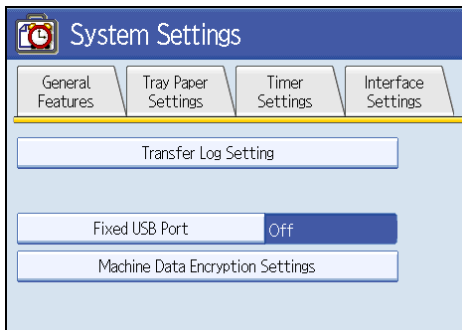 System Settings
General Features
Tray Paper Settings
Timer Settings
Interface Settings
Transfer Log Setting
Fixed USB Port Off
Machine Data Encryption Settings